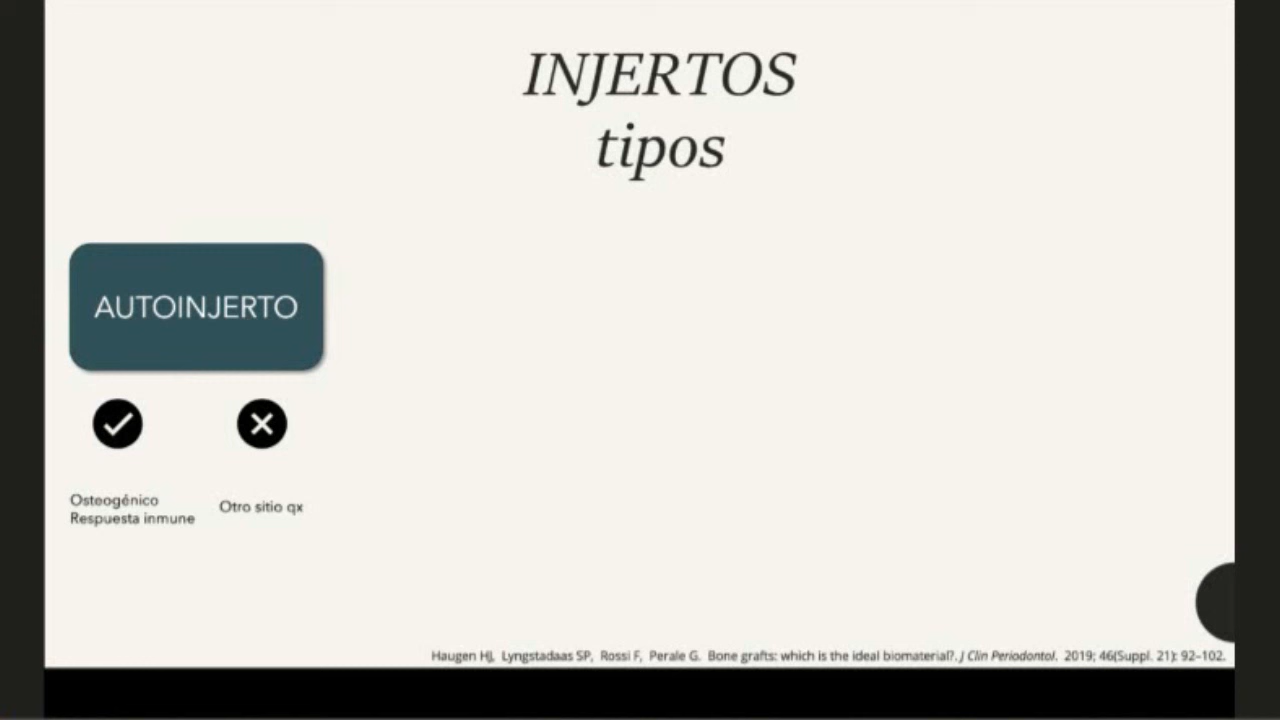 INJERTOS
tipos
AUTOINJERTO
Osteogénico
Respuesta inmune
Otro sitio qx
Haugen HJ, Lyngstadaas SP, Rossi F, Perale G. Bone grafts: which is the ideal biomaterial?. J Clin Periodontol. 2019; 46(Suppl. 21): 92–102.